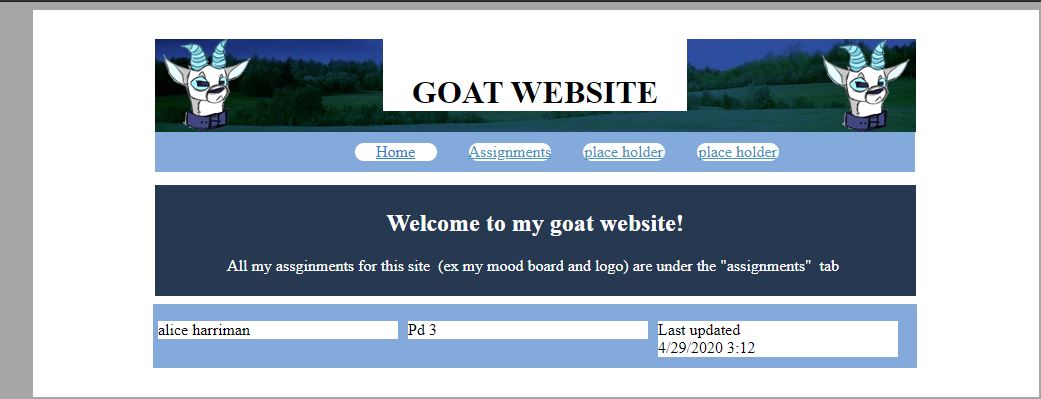 GOAT WEBSITE
Home Assignments place holder place holder
Welcome to my goat website!
All my assginments for this site  (ex my mood board and logo) are under the "assignments"  tab
alice harriman Pd 3 Last updated
4/29/2020 3:12